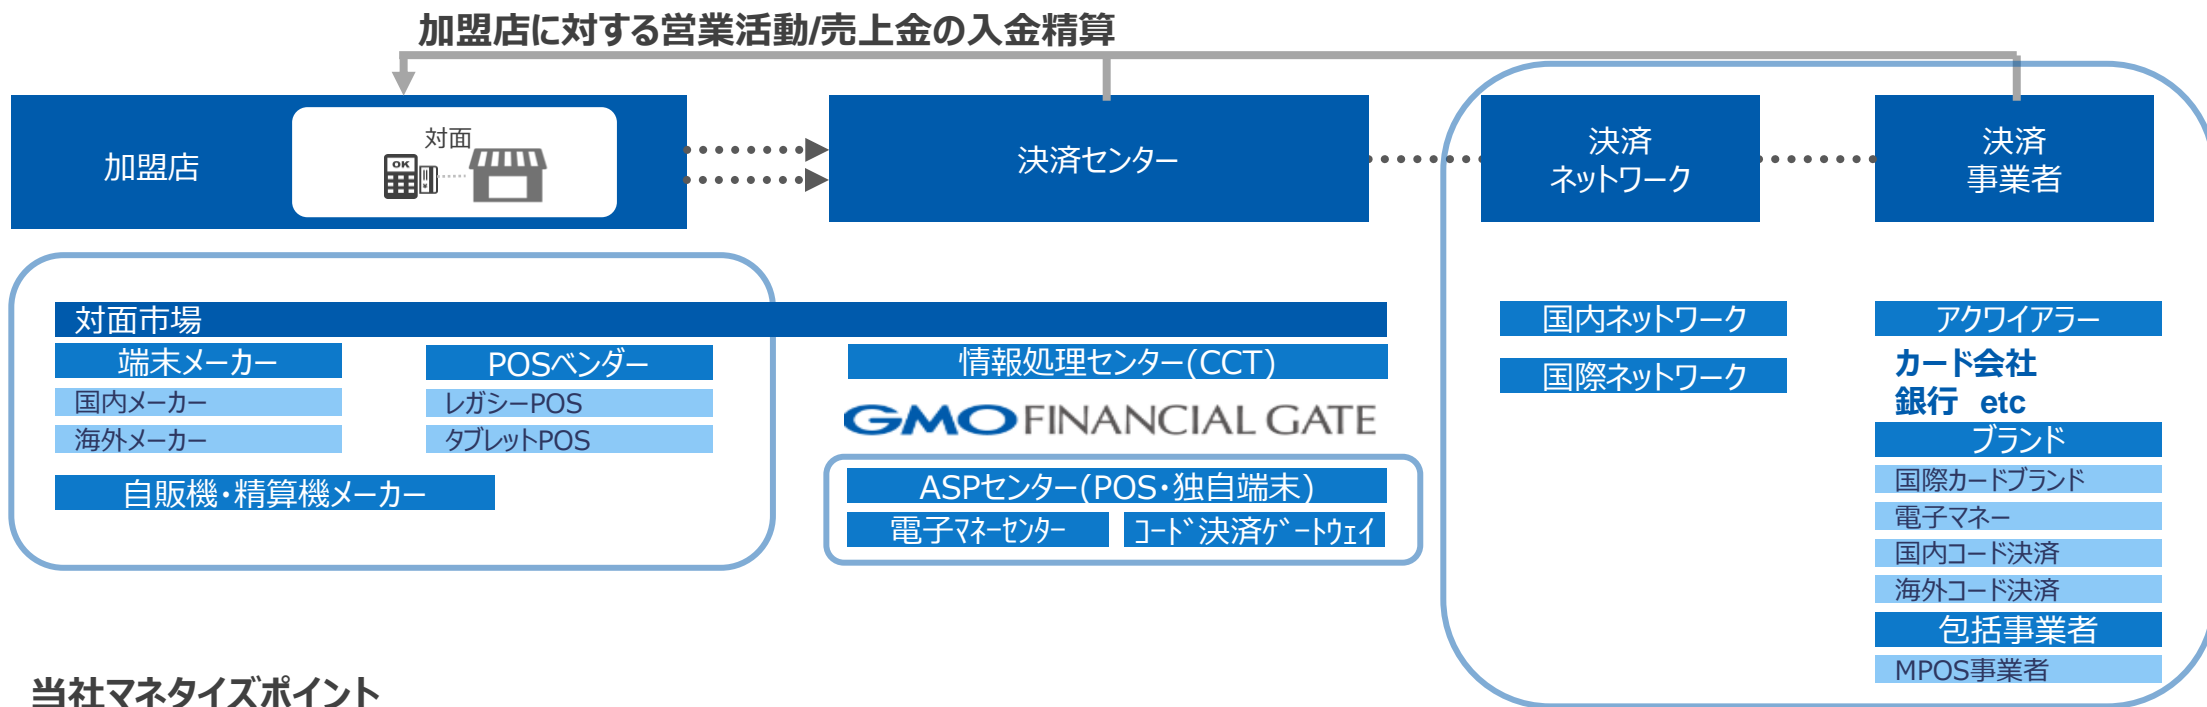 加盟店に対する営業活動/売上金の入金精算
加盟店
対面
OK
決済センター
決済
ネットワーク
決済
事業者
対面市場
端末メーカー
国内メーカー
海外メーカー
POSベンダー
レガシーPOS
タブレットPOS
自販機・精算機メーカー
情報処理センター(CCT)
GMO FINANCIAL GATE
ASPセンター(POS・独自端末)
電子ﾏﾈｰｾﾝﾀｰ
ｺｰﾄﾞ決済ｹﾞｰﾄｳｪｲ
国内ネットワーク
国際ネットワーク
アクワイアラー
カード会社
銀行 etc
ブランド
国際カードブランド
電子マネー
国内コード決済
海外コード決済
包括事業者
MPOS事業者
当社マネタイズポイント